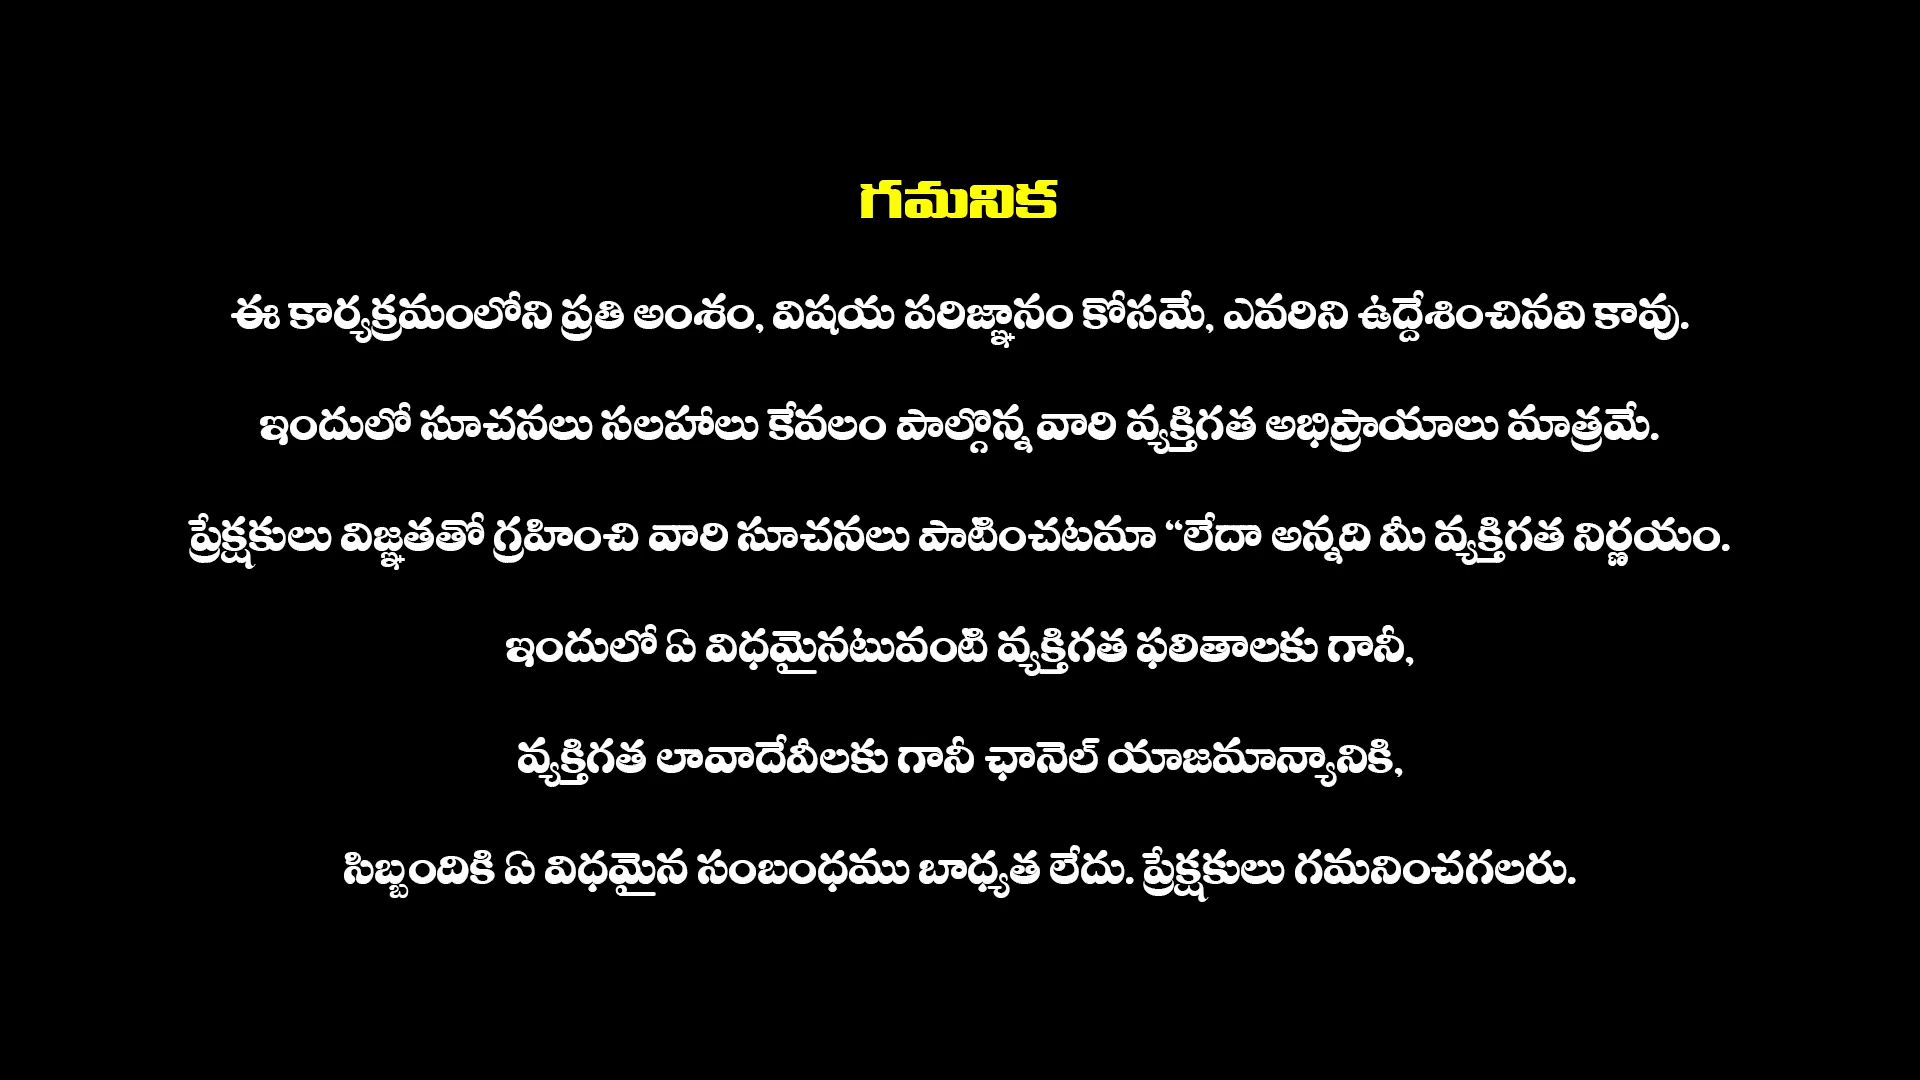 గమనిక
ఈ కార్యక్రమంలోని ప్రతి అంశం, విషయ పరిజ్ఞానం కోసమే, ఎవరిని ఉద్దేశించినవి కావు.
ఇందులో సూచనలు సలహాలు కేవలం పాల్గొన్న వారి వ్యక్తిగత అభిప్రాయాలు మాత్రమే.
ప్రేక్షకులు విజ్ఞతతో గ్రహించి వారి సూచనలు పాటించటమా “లేదా అన్నది మీ వ్యక్తిగత నిర్ణయం.
ఇందులో ఏ విధమైనటువంటి వ్యక్తిగత ఫలితాలకు గానీ,
వ్యక్తిగత లావాదేవీలకు గానీ ఛానెల్ యాజమాన్యానికి,
సిబ్బందికి ఏ విధమైన సంబంధము బాధ్యత లేదు. ప్రేక్షకులు గమనించగలరు.